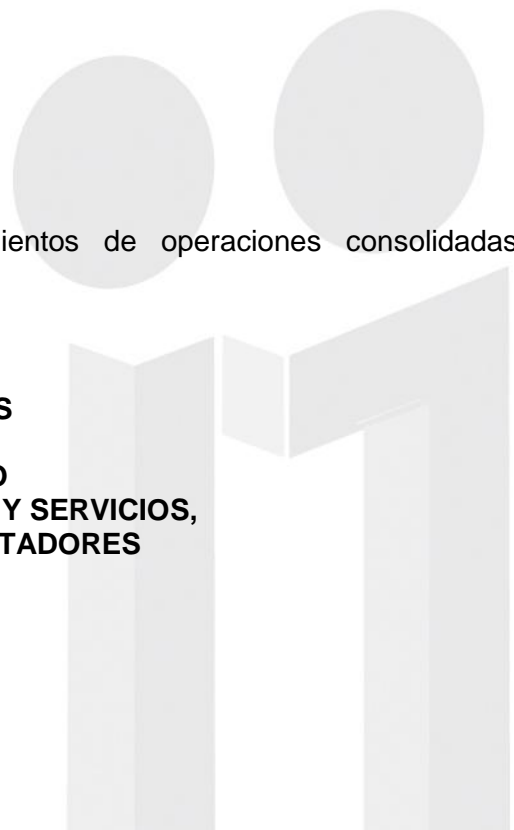 ientos de operaciones consolidadas
S
O
Y SERVICIOS,
TADORES